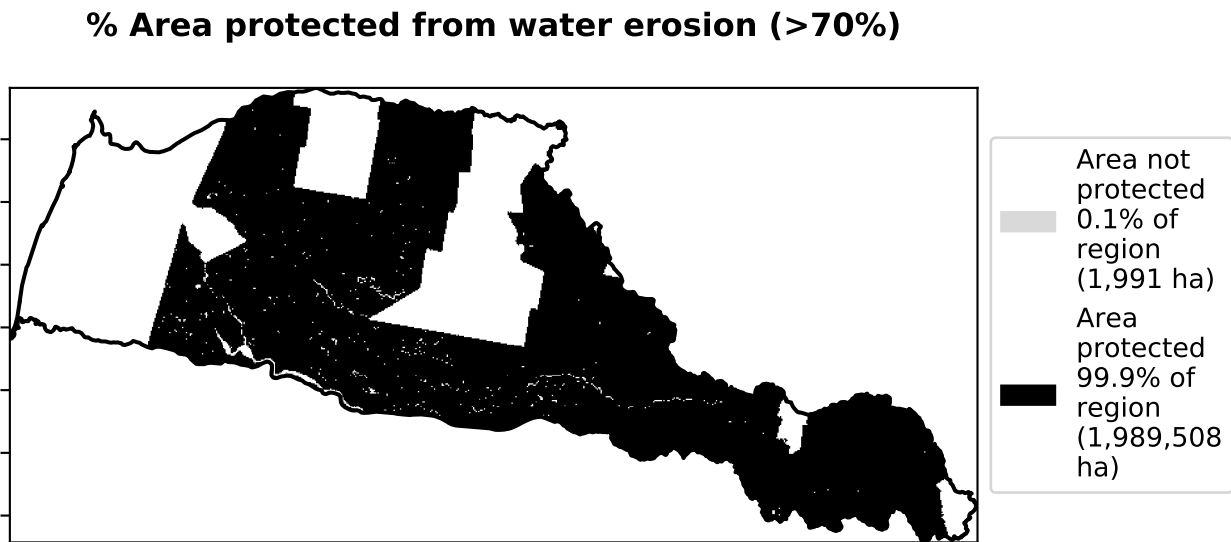 % Area protected from water erosion (>70%)
Area not
protected
0.1% of
region
(1,991 ha)
Area
protected
99.9% of
region
(1,989,508
ha)